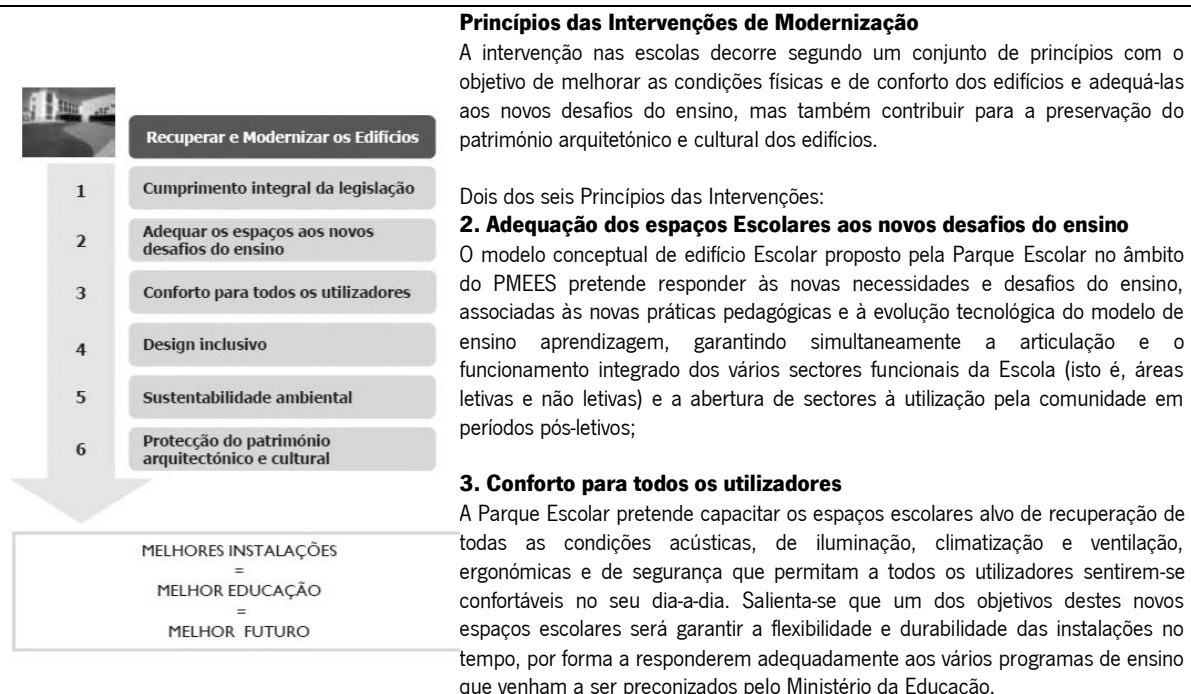 Recuperar e Modernizar os Edifícios
1 Cumprimento integral da legislação
2 Adequar os espaços aos novos
desafios do ensino
3 Conforto para todos os utilizadores
4 Design inclusivo
5 Sustentabilidade ambiental
6 Protecção do património
arquitectónico e cultural
MELHORES INSTALAÇÕES
=
MELHOR EDUCAÇÃO
=
MELHOR FUTURO
Princípios das Intervenções de Modernização
A intervenção nas escolas decorre segundo um conjunto de princípios com o
objetivo de melhorar as condições físicas e de conforto dos edifícios e adequá-las
aos novos desafios do ensino, mas também contribuir para a preservação do
património arquitetónico e cultural dos edifícios.
Dois dos seis Princípios das Intervenções:
2. Adequação dos espaços Escolares aos novos desafios do ensino
O modelo conceptual de edifício Escolar proposto pela Parque Escolar no âmbito
do PMEES pretende responder às novas necessidades e desafios do ensino,
associadas às novas práticas pedagógicas e à evolução tecnológica do modelo de
ensino aprendizagem, garantindo simultaneamente a articulação e o
funcionamento integrado dos vários sectores funcionais da Escola (isto é, áreas
letivas e não letivas) e a abertura de sectores à utilização pela comunidade em
períodos pós-letivos;
3. Conforto para todos os utilizadores
A Parque Escolar pretende capacitar os espaços escolares alvo de recuperação de
todas as condições acústicas, de iluminação, climatização e ventilação,
ergonómicas e de segurança que permitam a todos os utilizadores sentirem-se
confortáveis no seu dia-a-dia. Salienta-se que um dos objetivos destes novos
espaços escolares será garantir a flexibilidade e durabilidade das instalações no
tempo, por forma a responderem adequadamente aos vários programas de ensino
que venham a ser preconizados pelo Ministério da Educação.